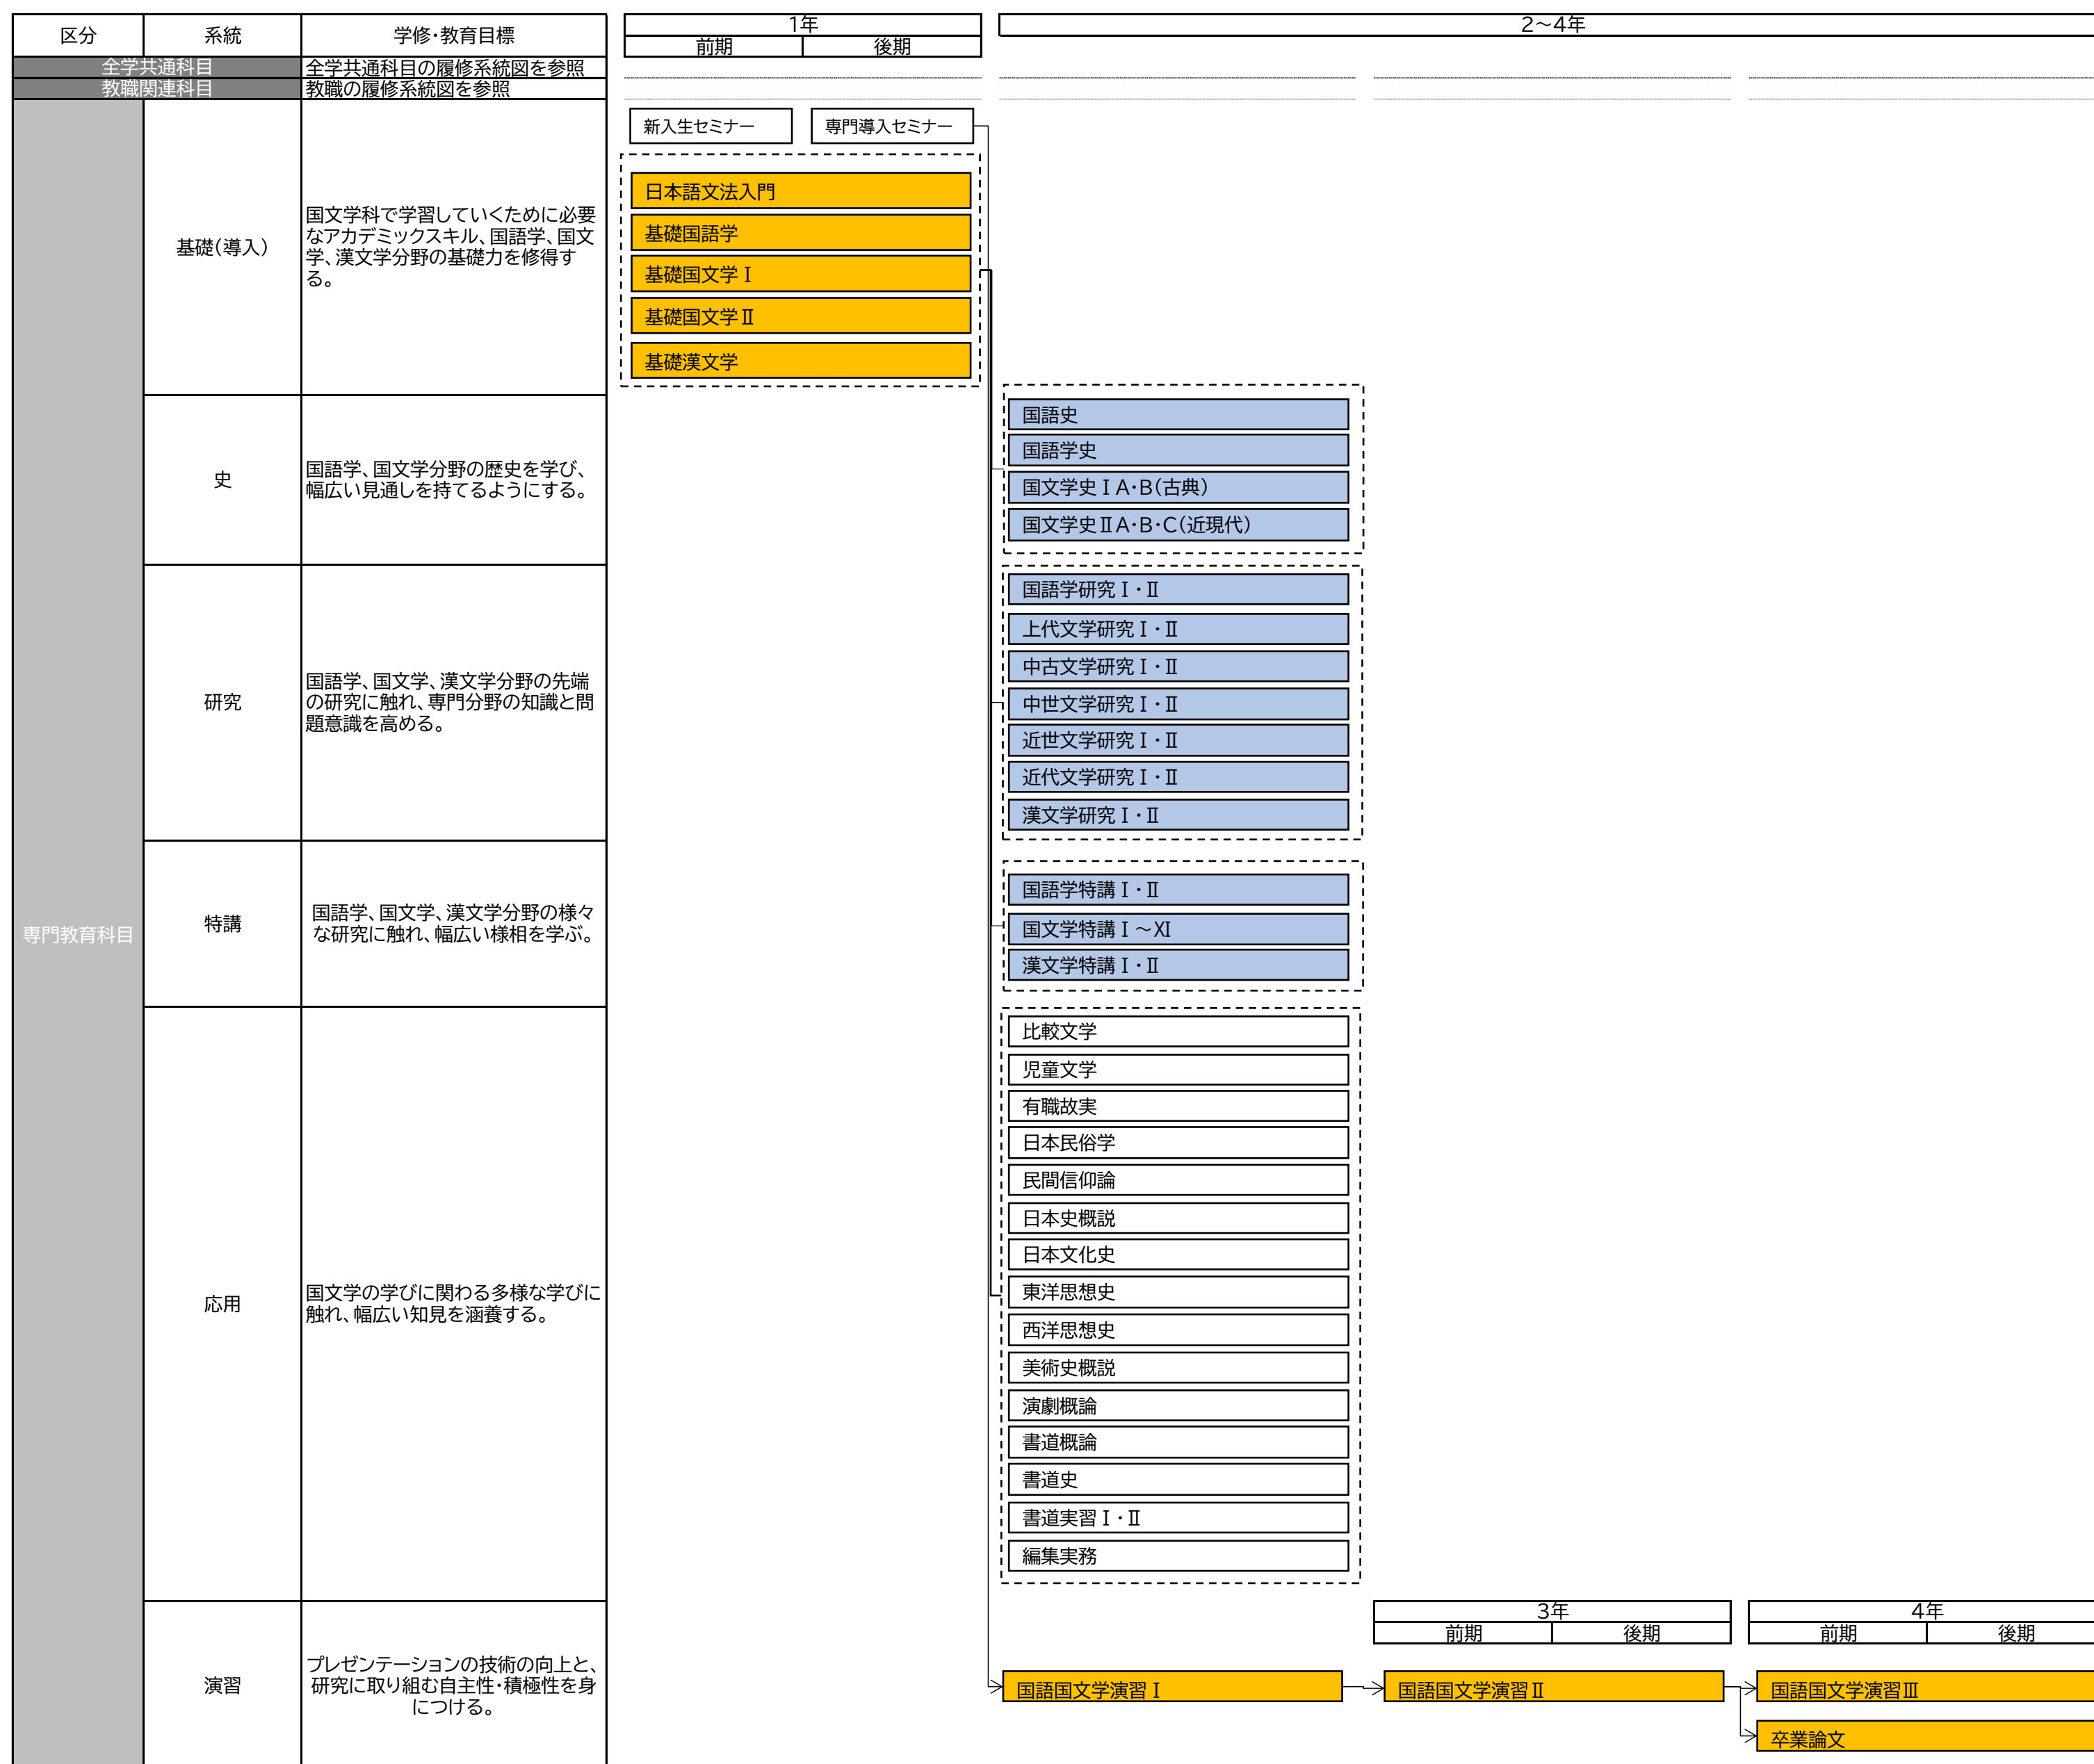 区分
系統
学修・教育目標
1年
2～4年
前期
後期
全学共通科目
全学共通科目の履修系統図を参照
教職関連科目
教職の履修系統図を参照
専門教育科目
基礎（導入）
国文学科で学習していくために必要
なアカデミックスキル、国語学、国文
学、漢文学分野の基礎力を修得す
る。
新入生セミナー
専門導入セミナー
日本語文法入門
基礎国語学
基礎国文学Ⅰ
基礎国文学Ⅱ
基礎漢文学
史
国語学、国文学分野の歴史を学び、
幅広い見通しを持てるようにする。
国語史
国語学史
国文学史ⅠA・B（古典）
国文学史ⅡA・B・C（近現代）
研究
国語学、国文学、漢文学分野の先端
の研究に触れ、専門分野の知識と問
題意識を高める。
国語学研究Ⅰ・Ⅱ
上代文学研究Ⅰ・Ⅱ
中古文学研究Ⅰ・Ⅱ
中世文学研究Ⅰ・Ⅱ
近世文学研究Ⅰ・Ⅱ
近代文学研究Ⅰ・Ⅱ
漢文学研究Ⅰ・Ⅱ
特講
国語学、国文学、漢文学分野の様々
な研究に触れ、幅広い様相を学ぶ。
国語学特講Ⅰ・Ⅱ
国文学特講Ⅰ～Ⅺ
漢文学特講Ⅰ・Ⅱ
応用
国文学の学びに関わる多様な学びに
触れ、幅広い知見を涵養する。
比較文学
児童文学
有職故実
日本民俗学
民間信仰論
日本史概説
日本文化史
東洋思想史
西洋思想史
美術史概説
演劇概論
書道概論
書道史
書道実習Ⅰ・Ⅱ
編集実務
3年
4年
前期
後期
前期
後期
演習
プレゼンテーションの技術の向上と、
研究に取り組む自主性・積極性を身
につける。
国語国文学演習Ⅰ
国語国文学演習Ⅱ
国語国文学演習Ⅲ
卒業論文